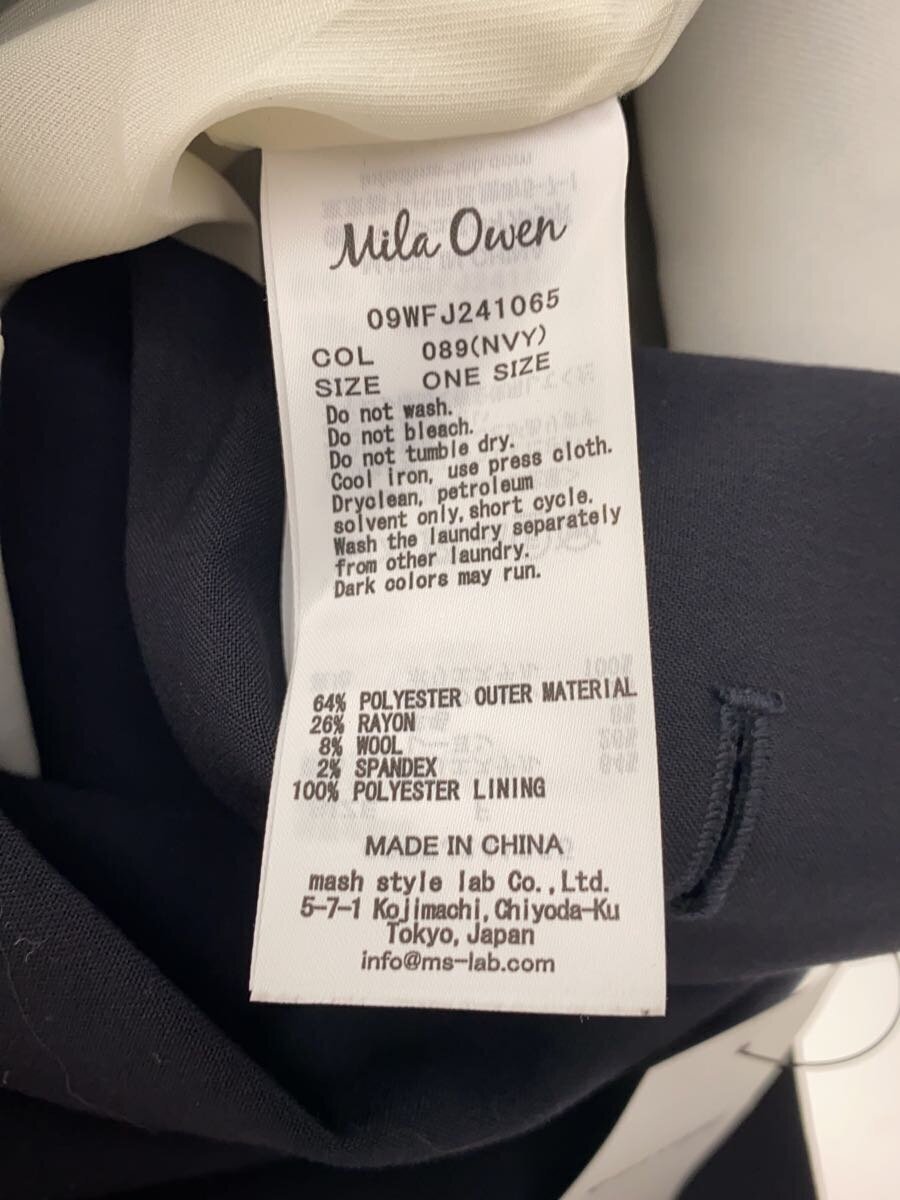 Mila Owen
09WFJ241065
COL 089(NVY)
SIZE ONE SIZE
Do not wash.
Do not bleach.
Do not tumble dry.
Cool iron, use press cloth.
Dryclean, petroleum
solvent only, short cycle.
Wash the laundry separately
from other laundry.
Dark colors may run.
64% POLYESTER OUTER MATERIAL
26% RAYON
8% WOOL
2% SPANDEX
100% POLYESTER LINING
MADE IN CHINA
mash style lab Co.,Ltd.
5-7-1 Kojimachi,Chiyoda-Ku
Tokyo,Japan
info@ms-lab.com